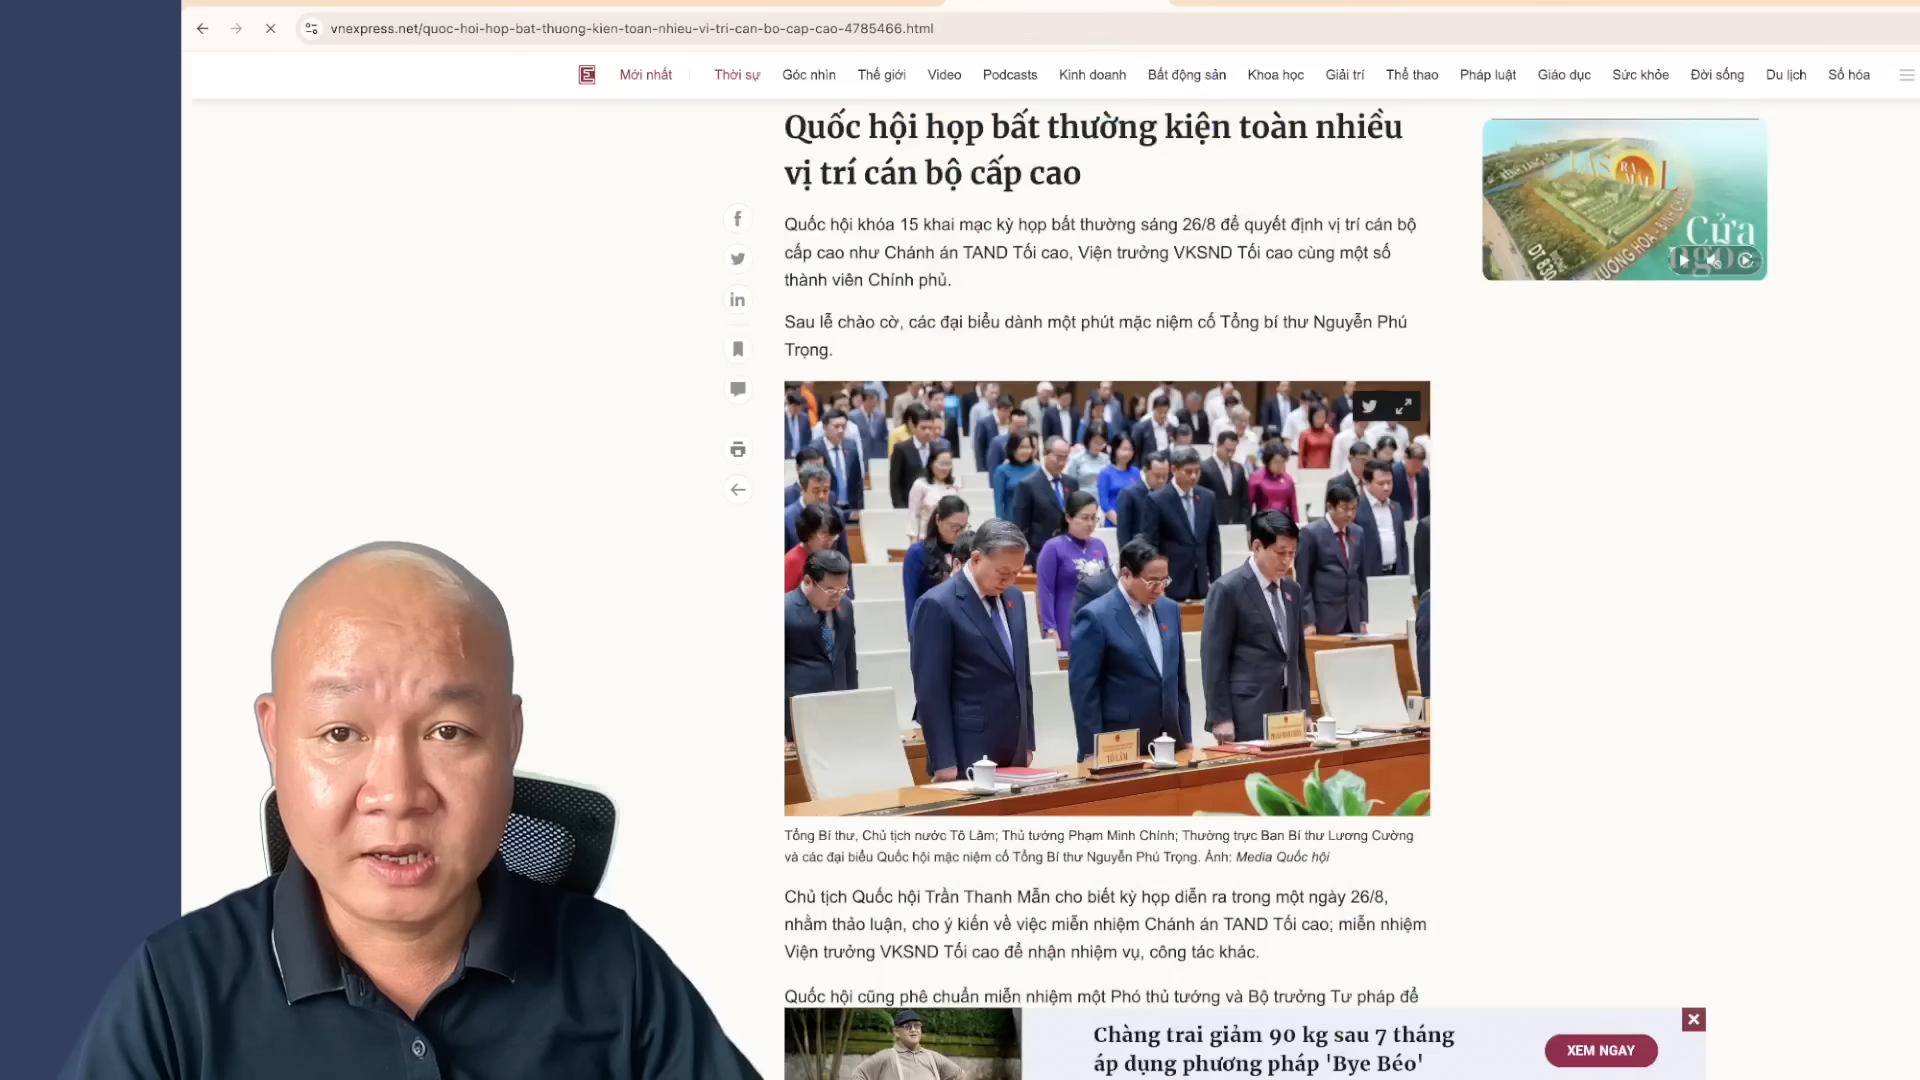 vnexpress.net/quoc-hoi-hop-bat-thuong-kien-toan-nhieu-vi-tri-can-bo-cap-cao-4785466.html
Mới nhất Thời sự Góc nhìn Thế giới Video Podcasts Kinh doanh Bất động sản Khoa học Giải trí Thể thao Pháp luật Giáo dục Sức khỏe Đời sống Du lịch Số hóa
Quốc hội họp bất thường kiện toàn nhiều
vị trí cán bộ cấp cao
Quốc hội khóa 15 khai mạc kỳ họp bất thường sáng 26/8 để quyết định vị trí cán bộ
cấp cao như Chánh án TAND Tối cao, Viện trưởng VKSND Tối cao cùng một số
thành viên Chính phủ.
Sau lễ chào cờ, các đại biểu dành một phút mặc niệm cố Tổng bí thư Nguyễn Phú
Trọng.
RA
MẮT
Cửa
ngõ
ĐT 830
TÔ LÂM
Tổng Bí thư, Chủ tịch nước Tô Lâm; Thủ tướng Phạm Minh Chính; Thường trực Ban Bí thư Lương Cường
và các đại biểu Quốc hội mặc niệm cố Tổng Bí thư Nguyễn Phú Trọng. Ảnh: Media Quốc hội
Chủ tịch Quốc hội Trần Thanh Mẫn cho biết kỳ họp diễn ra trong một ngày 26/8,
nhằm thảo luận, cho ý kiến về việc miễn nhiệm Chánh án TAND Tối cao; miễn nhiệm
Viện trưởng VKSND Tối cao để nhận nhiệm vụ, công tác khác.
Quốc hội cũng phê chuẩn miễn nhiệm một Phó thủ tướng và Bộ trưởng Tư pháp để
Chàng trai giảm 90 kg sau 7 tháng
áp dụng phương pháp 'Bye Béo'
XEM NGAY